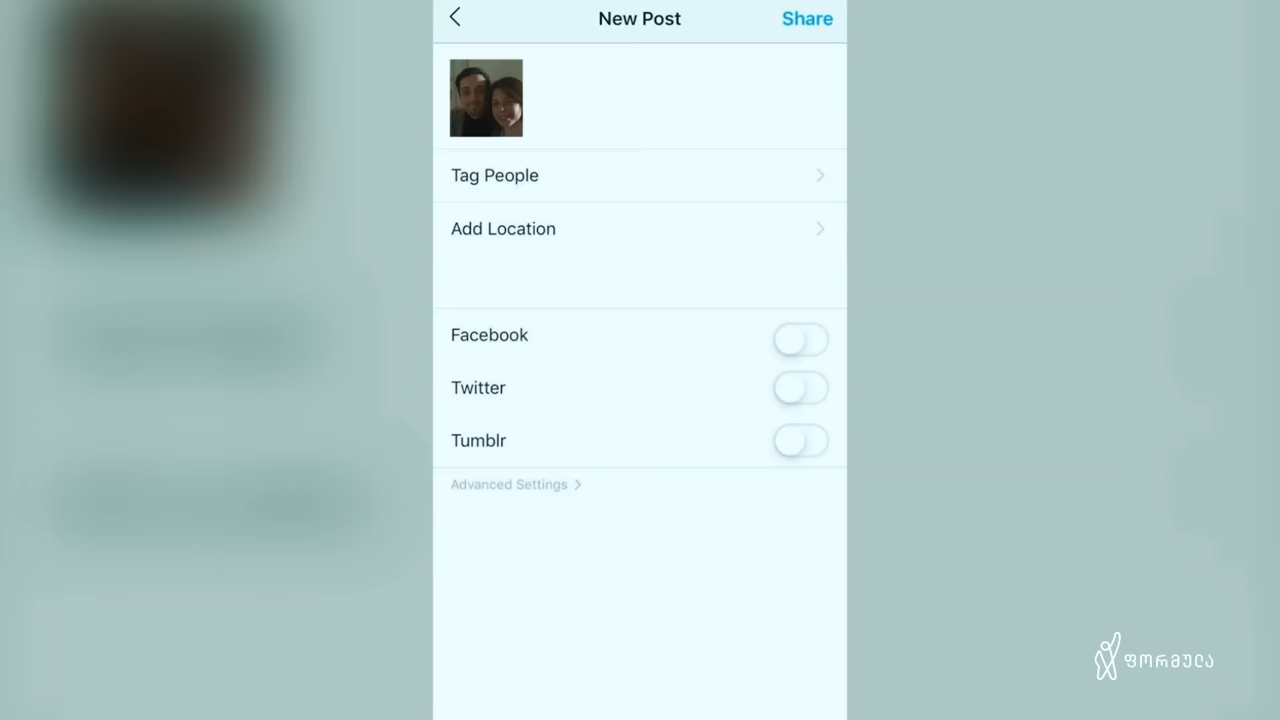 New Post
Share
Tag People
Add Location
Facebook
Twitter
Tumblr
Advanced Settings
ფორმულა